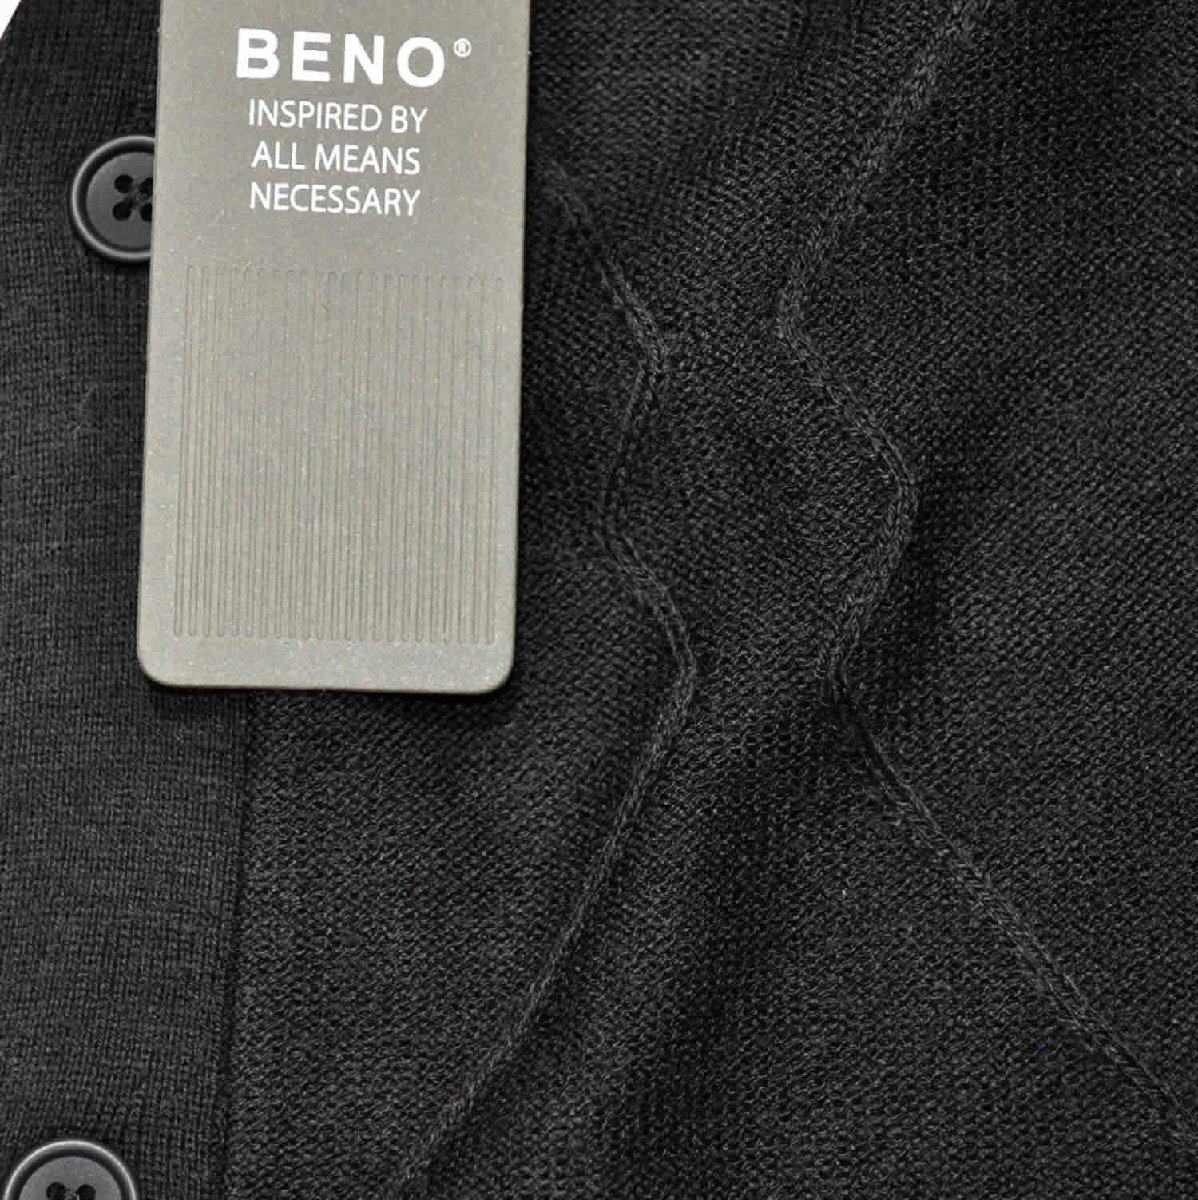 BENO®
INSPIRED BY
ALL MEANS
NECESSARY